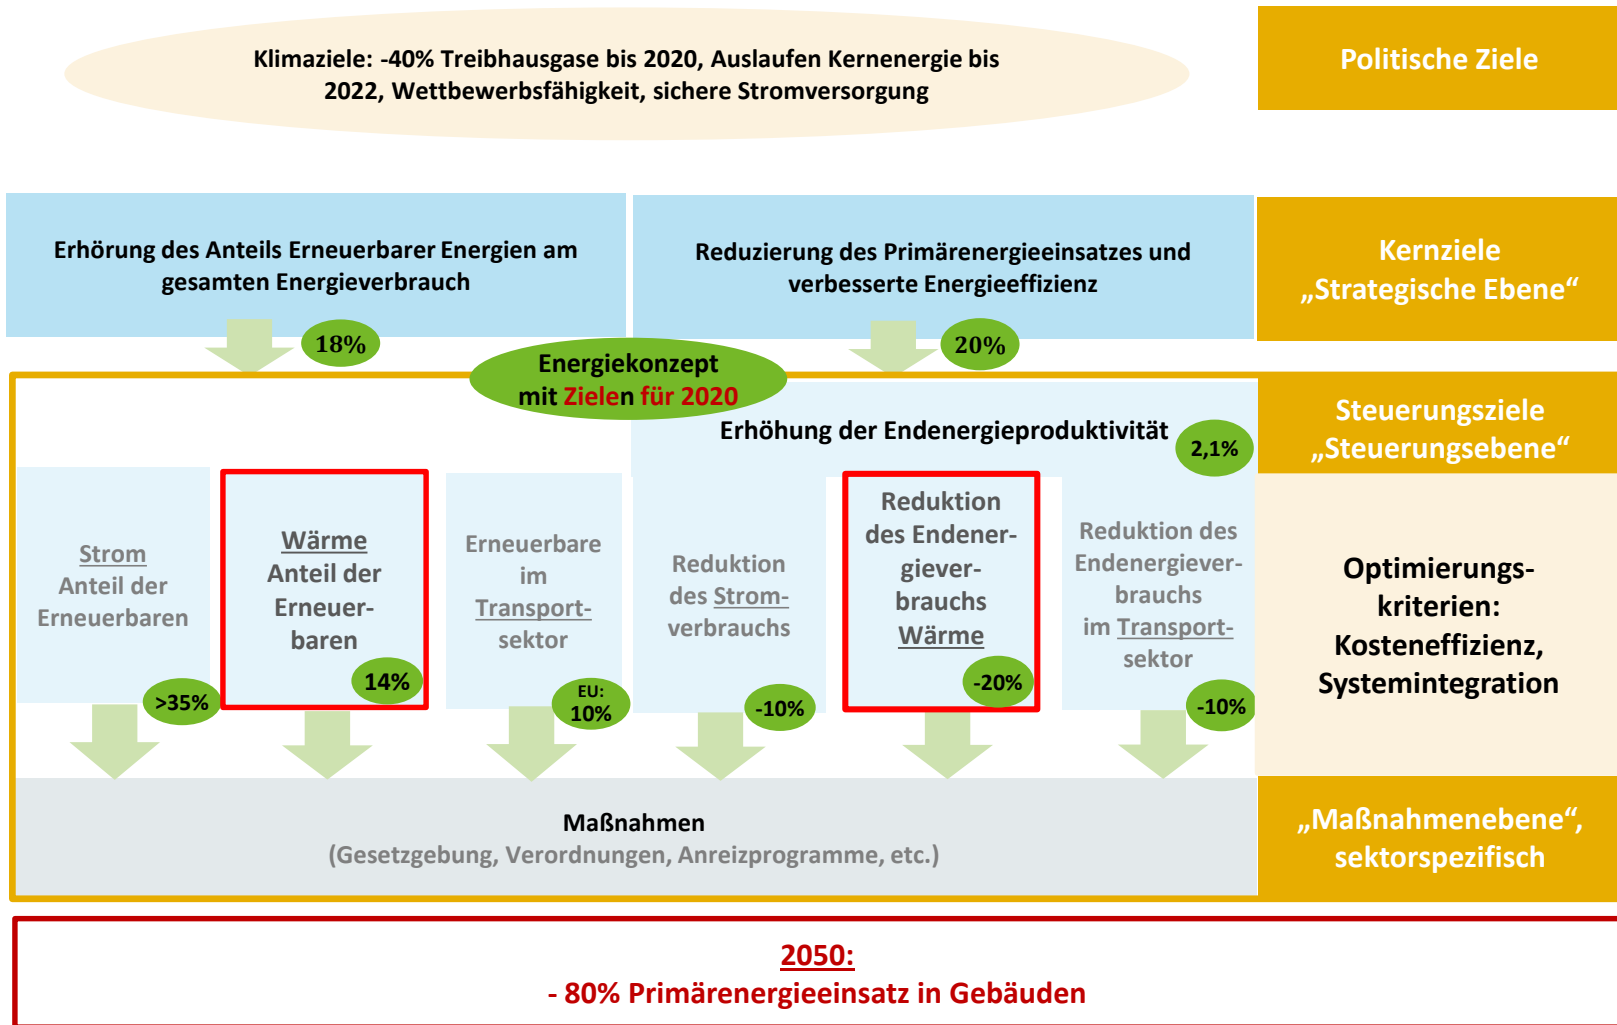 Klimaziele: -40% Treibhausgase bis 2020, Auslaufen Kernenergie bis
2022, Wettbewerbsfähigkeit, sichere Stromversorgung
Politische Ziele
Erhörung des Anteils Erneuerbarer Energien am
gesamten Energieverbrauch
18%
Reduzierung des Primärenergieeinsatzes und
verbesserte Energieeffizienz
20%
Kernziele
„Strategische Ebene“
Energiekonzept
mit Zielen für 2020
Erhöhung der Endenergieproduktivität
2,1%
Steuerungsziele
„Steuerungsebene“
Strom
Anteil der
Erneuerbaren
>35%
Wärme
Anteil der
Erneuer-
baren
14%
Erneuerbare
im
Transport-
sektor
EU:
10%
Reduktion
des Strom-
verbrauchs
-10%
Reduktion
des Endener-
giever-
brauchs
Wärme
-20%
Reduktion des
Endenergiever-
brauchs
im Transport-
sektor
-10%
Optimierungs-
kriterien:
Kosteneffizienz,
Systemintegration
Maßnahmen
(Gesetzgebung, Verordnungen, Anreizprogramme, etc.)
„Maßnahmenebene“,
sektorspezifisch
2050:
- 80% Primärenergieeinsatz in Gebäuden